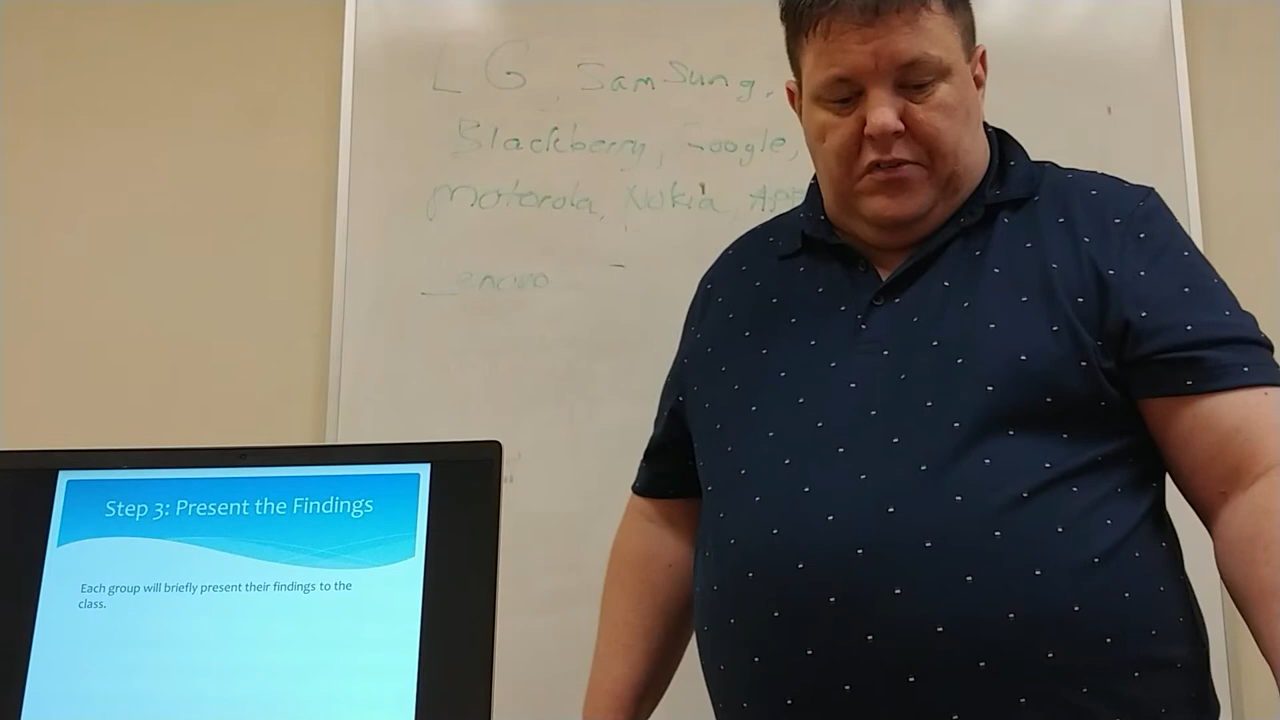 LG SamSung,
Blackberry, Google,
Motorola, Nokia, App
Lenovo
Step 3: Present the Findings
Each group will briefly present their findings to the
class.